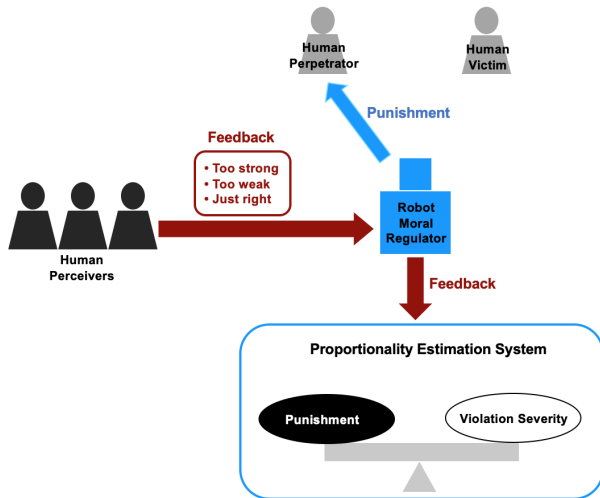 Human
Perpetrator
Human
Victim
Punishment
Feedback
• Too strong
• Too weak
• Just right
Robot
Moral
Regulator
Human
Perceivers
Feedback
Proportionality Estimation System
Punishment
Violation Severity